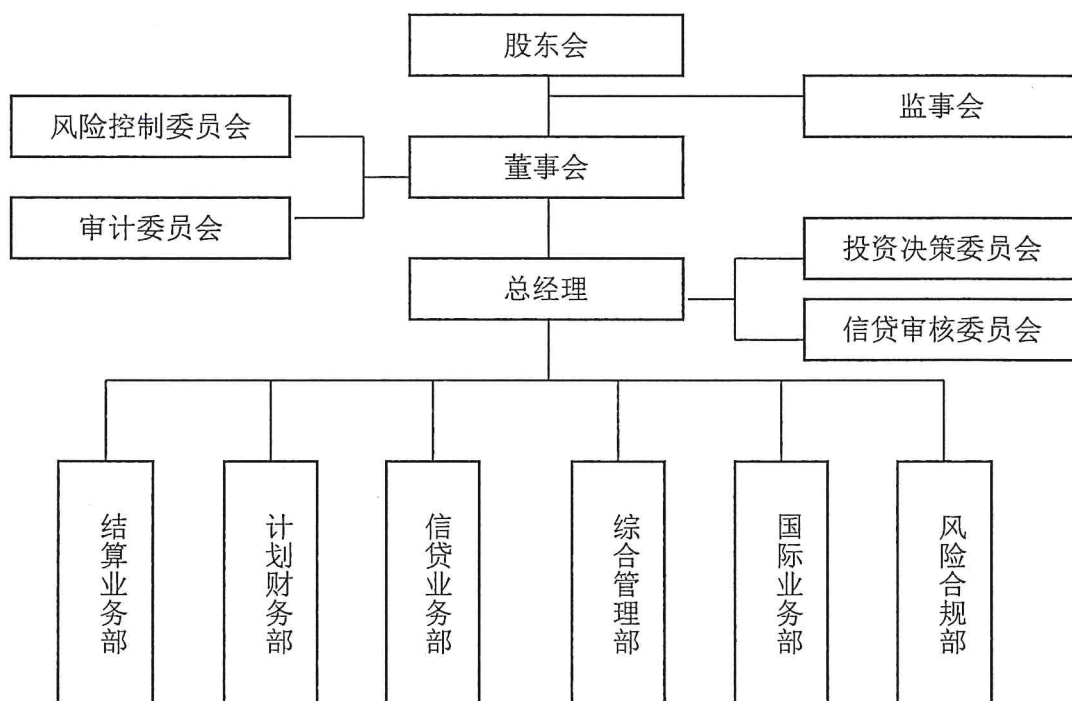 股东会
监事会
风险控制委员会
董事会
审计委员会
投资决策委员会
总经理
信贷审核委员会
结算业务部
计划财务部
信贷业务部
综合管理部
国际业务部
风险合规部